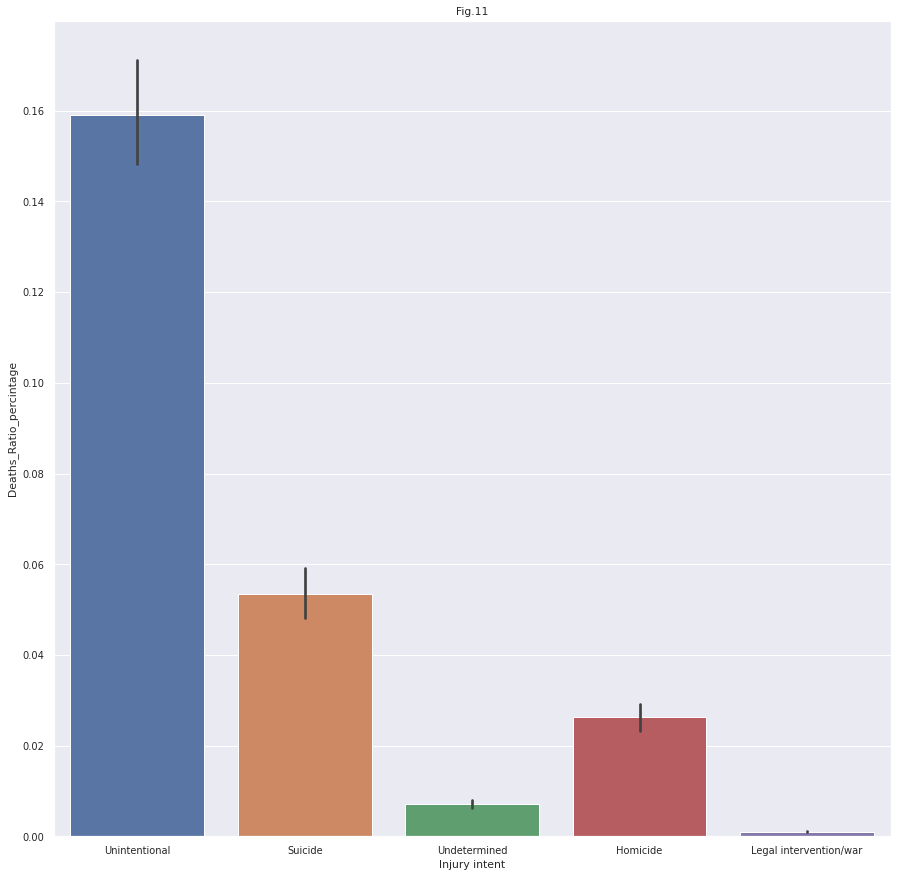 Fig.11
0.16
0.14
0.12
0.10
0.08
0.06
0.04
0.02
0.00
Deaths_Ratio_percintage
Unintentional
Suicide
Undetermined
Homicide
Legal intervention/war
Injury intent